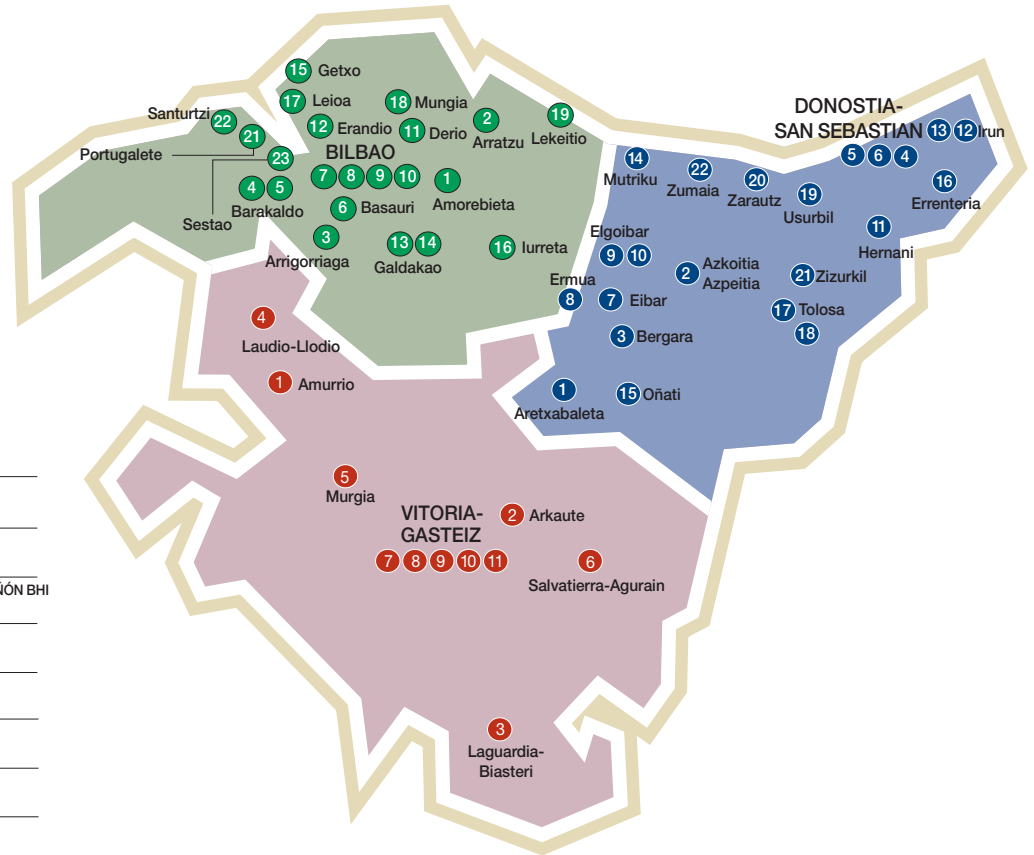 15 Getxo
17 Leioa
18 Mungia
Santurtzi
22
12 Erandio
11 Derio
2
Arratzu
19
Lekeitio
21
Portugalete
23
BILBAO
7 8 9 10
4 5
Barakaldo
Sestao
6 Basauri
1
Amorebieta
3
Arrigorriaga
13 14
Galdakao
16 Iurreta
DONOSTIA-
SAN SEBASTIAN
13 12 Irun
5 6 4
14
Mutriku
22
Zumaia
20
Zarautz
19
Usurbil
16
Errenteria
11
Hernani
Elgoibar
9 10
2 Azkoitia
Azpeitia
21 Zizurkil
Ermua
8
7 Eibar
17 Tolosa
18
3 Bergara
1
Aretxabaleta
15 Oñati
4
Laudio-Llodio
1 Amurrio
5
Murgia
VITORIA-
GASTEIZ
7 8 9 10 11
2 Arkaute
6
Salvatierra-Agurain
3
Laguardia-
Biasteri
ÑÓN BHI